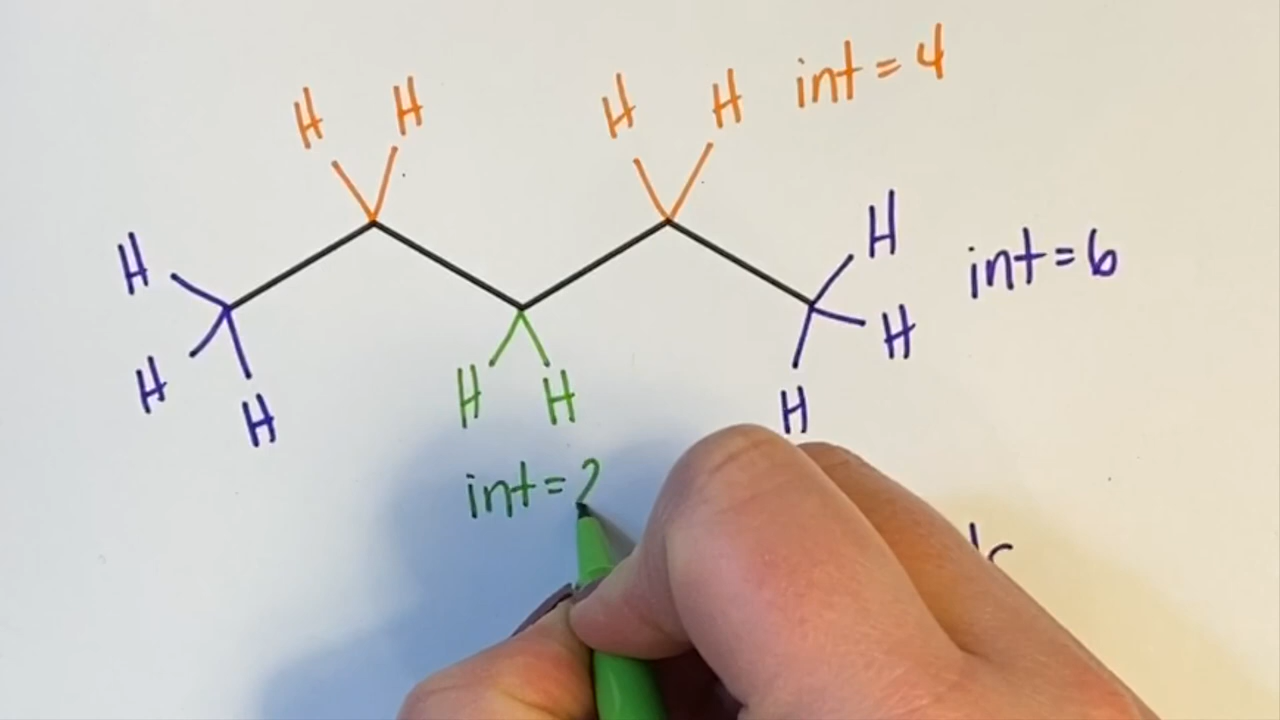 H H H H int = 4
H H int = 6
H H H H
H H
int = 2